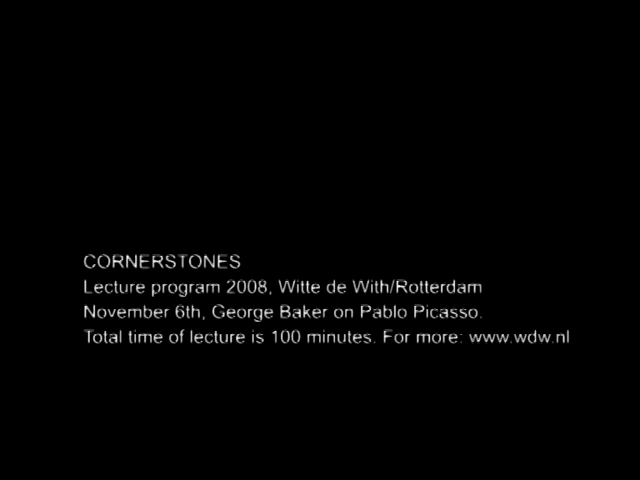 CORNERSTONES
Lecture program 2008, Witte de With/Rotterdam
November 6th, George Baker on Pablo Picasso.
Total time of lecture is 100 minutes. For more: www.wdw.nl